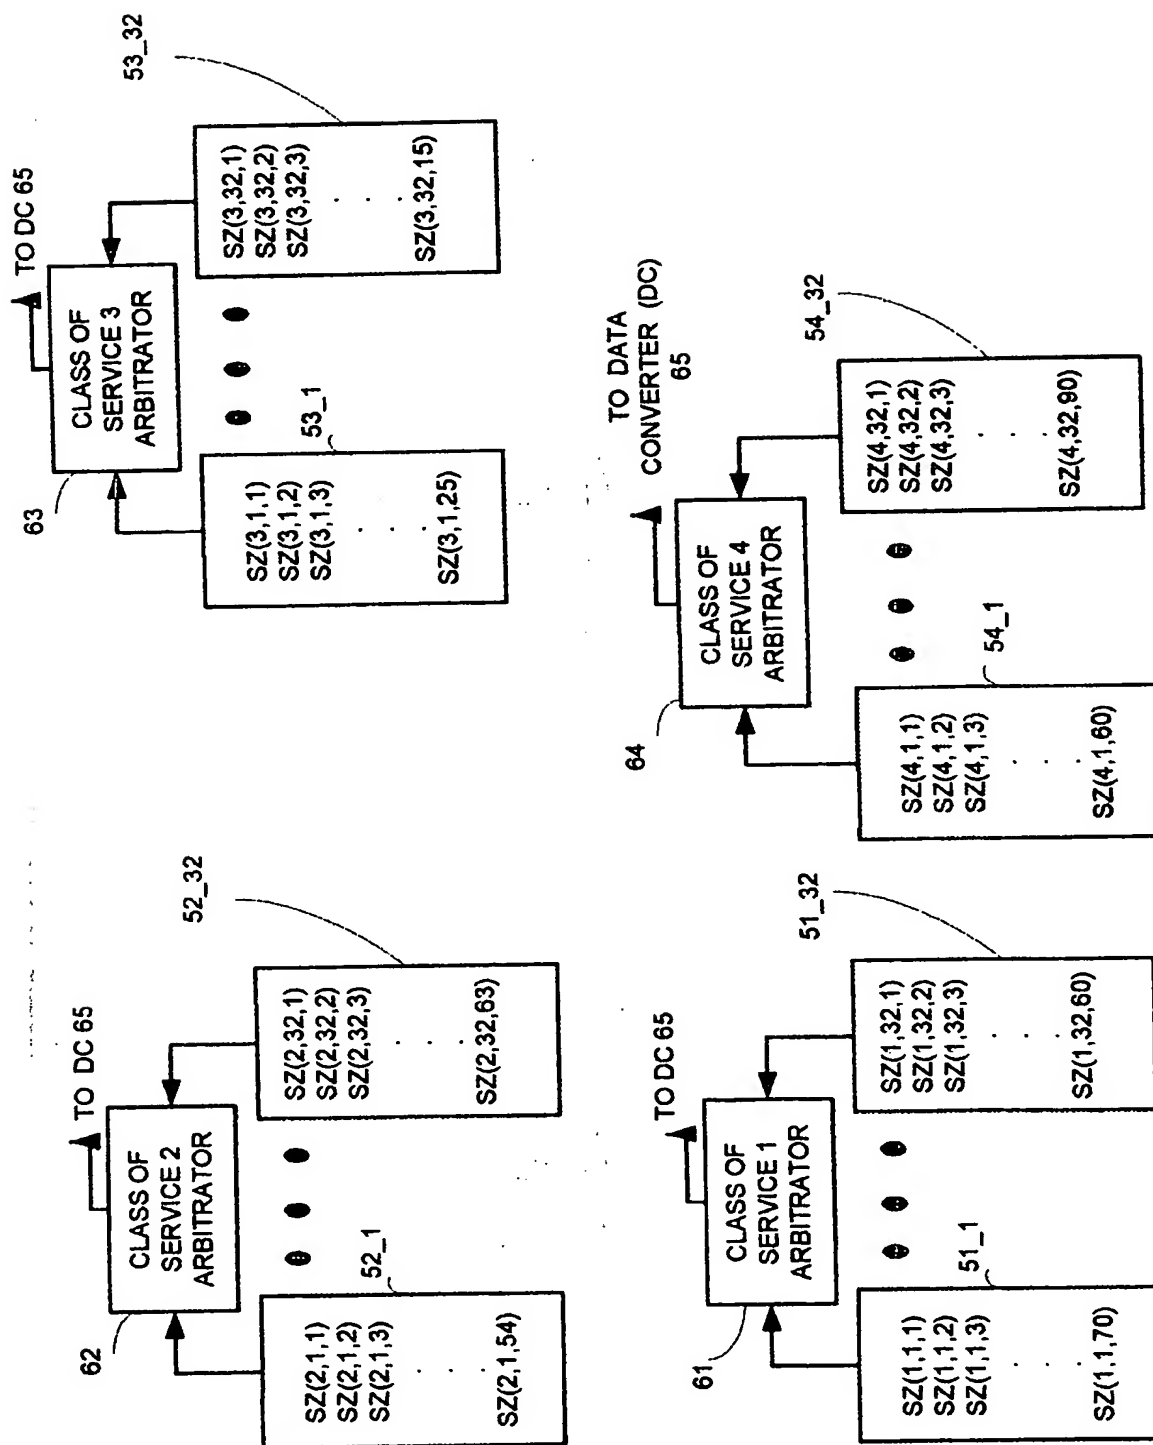 62
CLASS OF
SERVICE 2
ARBITRATOR
TO DC 65
52_1
52_32
SZ(2,1,1)
SZ(2,1,2)
SZ(2,1,3)
. . . . .
SZ(2,1,54)
SZ(2,32,1)
SZ(2,32,2)
SZ(2,32,3)
. . . . .
SZ(2,32,63)
63
CLASS OF
SERVICE 3
ARBITRATOR
TO DC 65
53_1
53_32
SZ(3,1,1)
SZ(3,1,2)
SZ(3,1,3)
. . . . .
SZ(3,1,25)
SZ(3,32,1)
SZ(3,32,2)
SZ(3,32,3)
. . . . .
SZ(3,32,15)
61
CLASS OF
SERVICE 1
ARBITRATOR
TO DC 65
51_1
51_32
SZ(1,1,1)
SZ(1,1,2)
SZ(1,1,3)
. . . . .
SZ(1,1,70)
SZ(1,32,1)
SZ(1,32,2)
SZ(1,32,3)
. . . . .
SZ(1,32,60)
64
CLASS OF
SERVICE 4
ARBITRATOR
TO DATA
CONVERTER (DC)
65
54_1
54_32
SZ(4,1,1)
SZ(4,1,2)
SZ(4,1,3)
. . . . .
SZ(4,1,60)
SZ(4,32,1)
SZ(4,32,2)
SZ(4,32,3)
. . . . .
SZ(4,32,90)